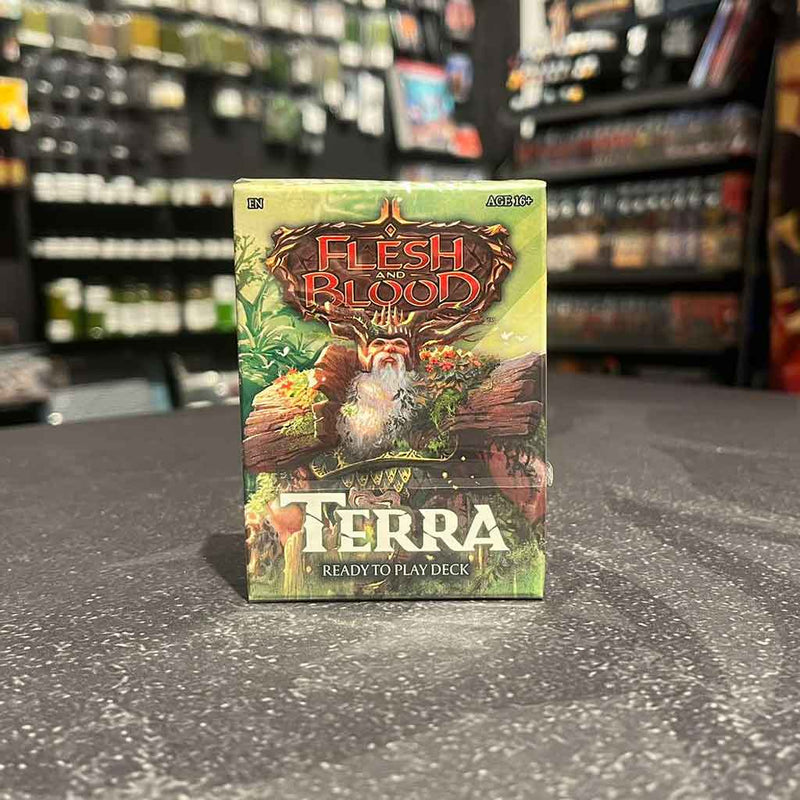 EN
AGE 16+
FLESH
AND
BLOOD
TERRA
READY TO PLAY DECK